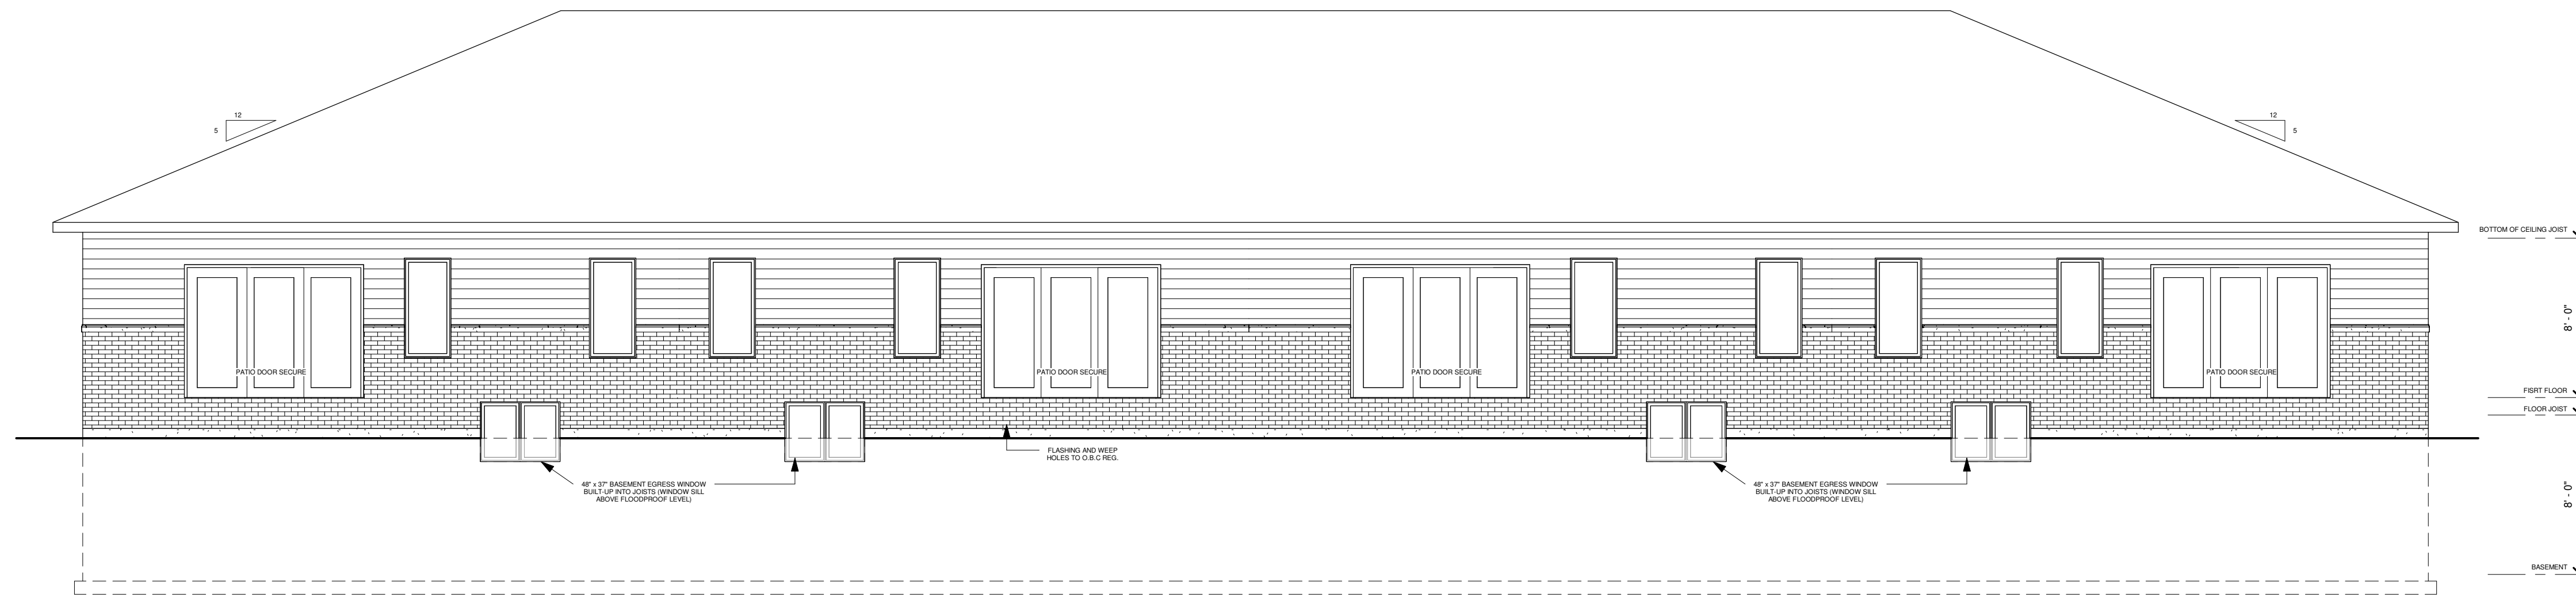 12
5
12
5
BOTTOM OF CEILING JOIST
8' - 0"
PATIO DOOR SECURE
PATIO DOOR SECURE
PATIO DOOR SECURE
PATIO DOOR SECURE
FISRT FLOOR
FLOOR JOIST
FLASHING AND WEEP
HOLES TO O.B.C REG.
48" x 37" BASEMENT EGRESS WINDOW
BUILT-UP INTO JOISTS (WINDOW SILL
ABOVE FLOODPROOF LEVEL)
48" x 37" BASEMENT EGRESS WINDOW
BUILT-UP INTO JOISTS (WINDOW SILL
ABOVE FLOODPROOF LEVEL)
8' - 0"
BASEMENT